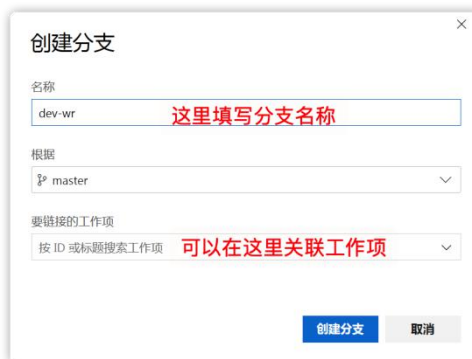 创建分支
名称
dev-wr 这里填写分支名称
根据
master
要链接的工作项
按 ID 或标题搜索工作项 可以在这里关联工作项
创建分支 取消